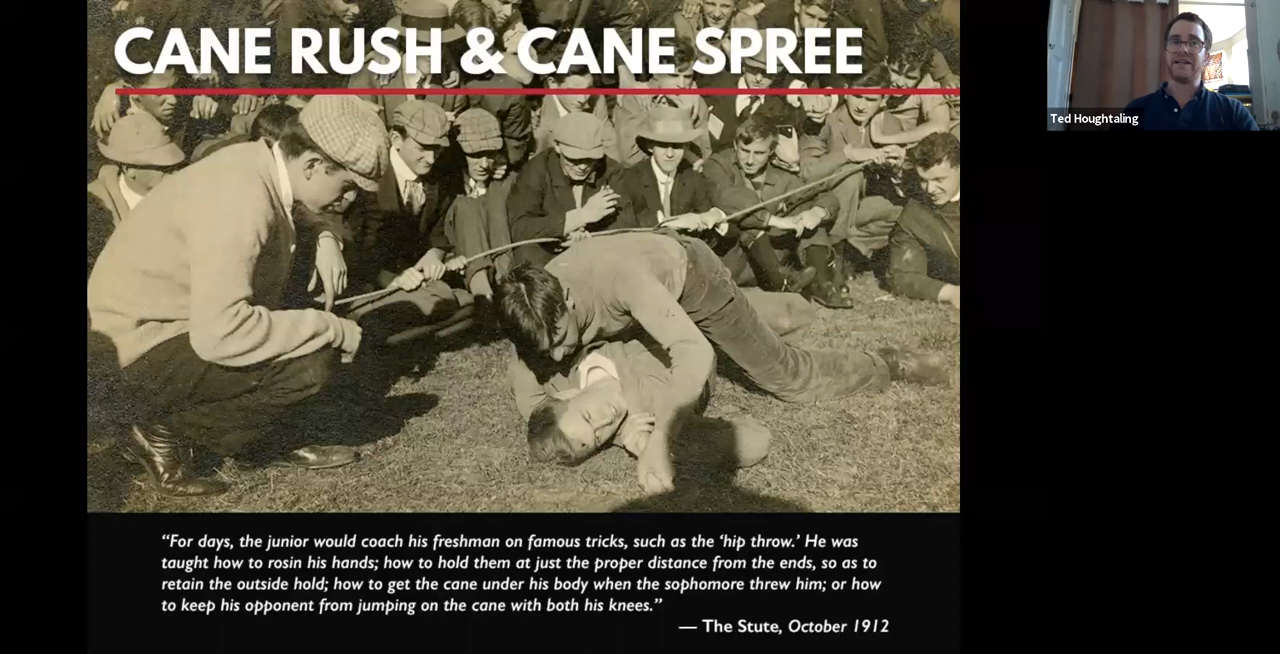 CANE RUSH & CANE SPREE
Ted Houghtaling
“For days, the junior would coach his freshman on famous tricks, such as the ‘hip throw.’ He was
taught how to rosin his hands; how to hold them at just the proper distance from the ends, so as to
retain the outside hold; how to get the cane under his body when the sophomore threw him; or how
to keep his opponent from jumping on the cane with both his knees.”
— The Stute, October 1912